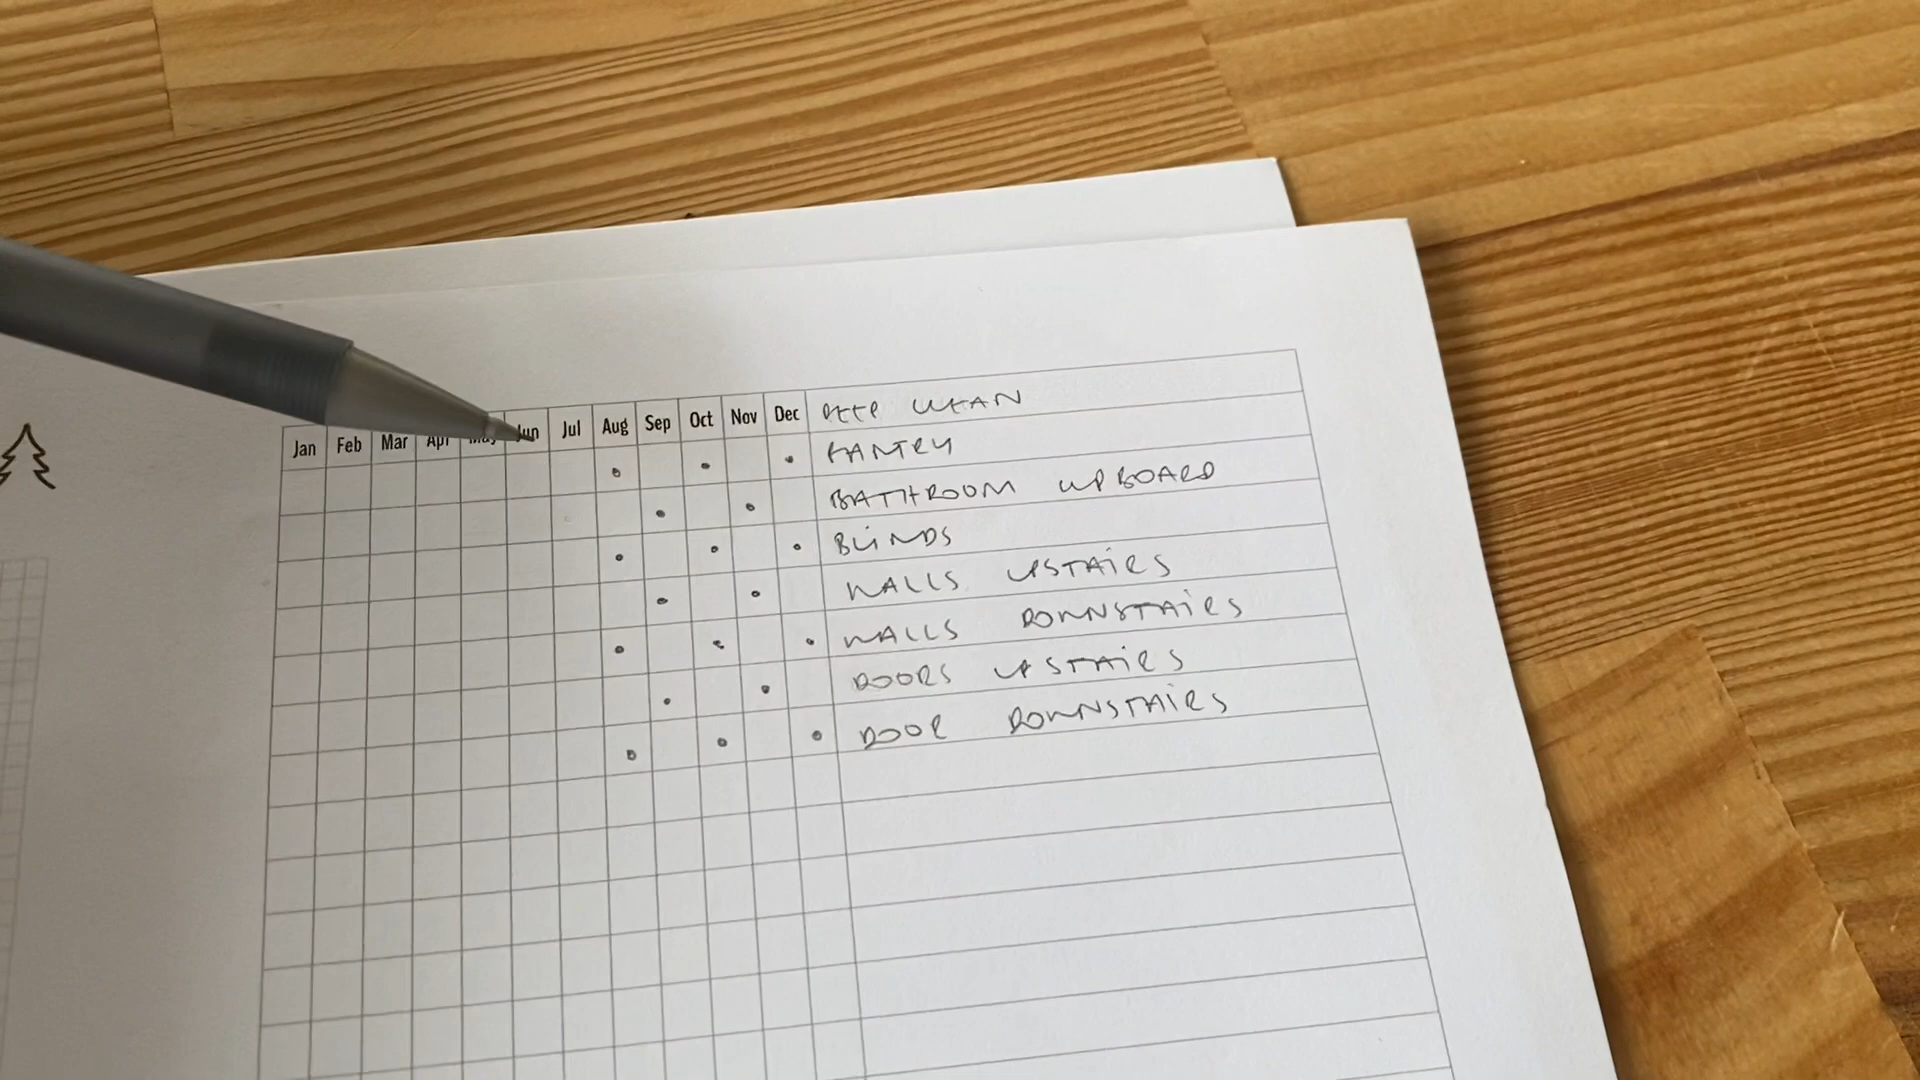 Jan Feb Mar Apr May Jun Jul Aug Sep Oct Nov Dec DEEP CLEAN
PANTRY
BATHROOM CUPBOARD
BLINDS
WALLS UPSTAIRS
WALLS DOWNSTAIRS
DOORS UPSTAIRS
DOOR DOWNSTAIRS